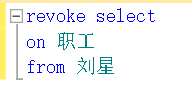 revoke select
on 职工
from 刘星